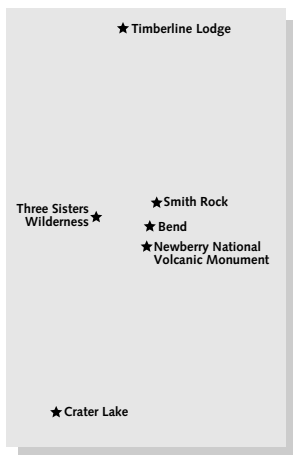 Timberline Lodge
Smith Rock
Three Sisters
Wilderness
Bend
Newberry National
Volcanic Monument
Crater Lake